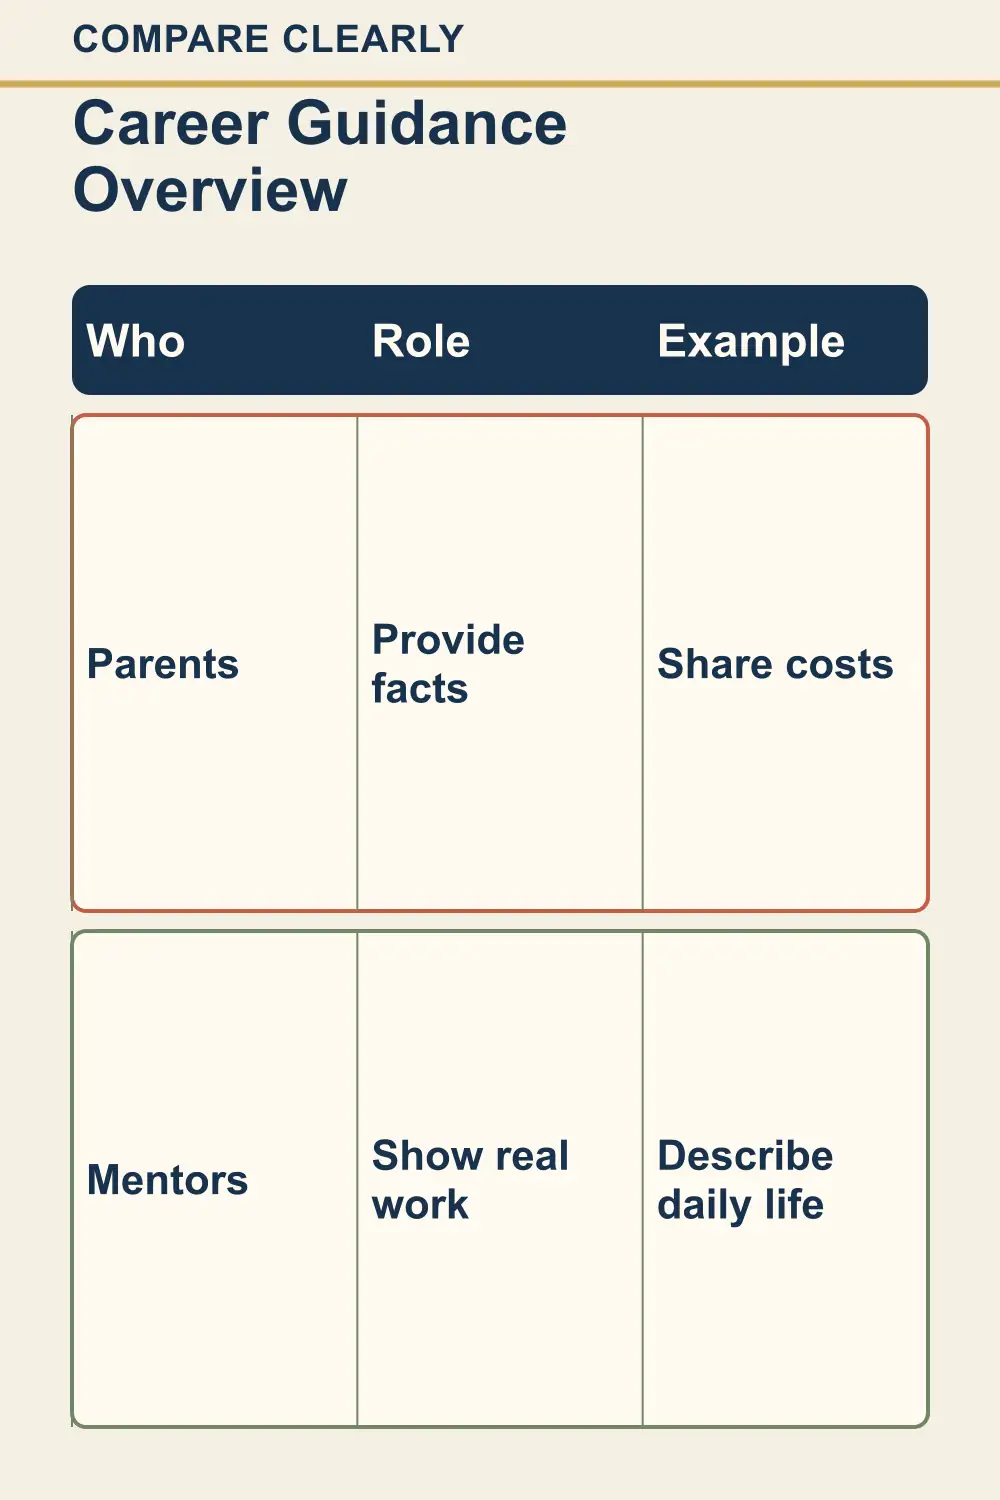 COMPARE CLEARLY
Career Guidance
Overview
Who Role Example
Parents
Provide
facts
Share costs
Mentors
Show real
work
Describe
daily life